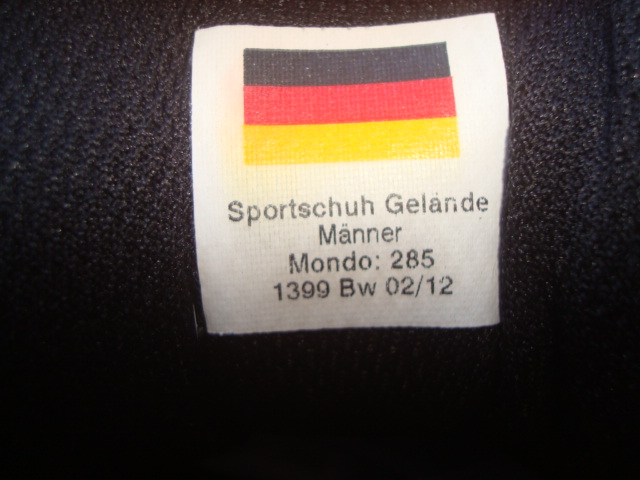 Sportschuh Gelände
Männer
Mondo: 285
1399 Bw 02/12